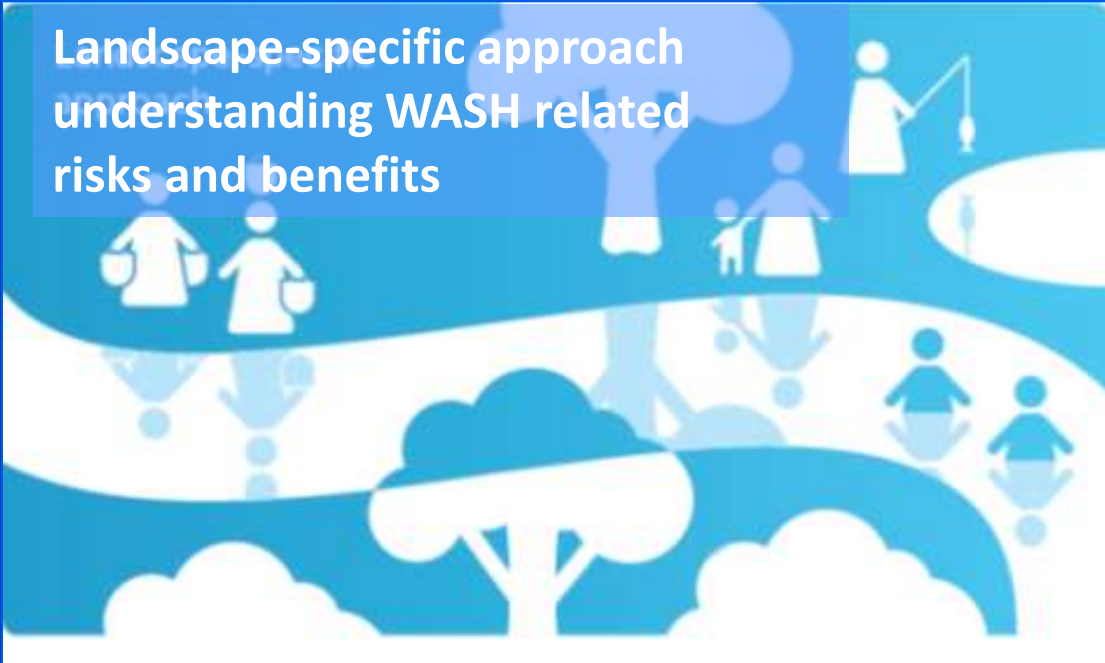 Landscape-specific approach
understanding WASH related
risks and benefits